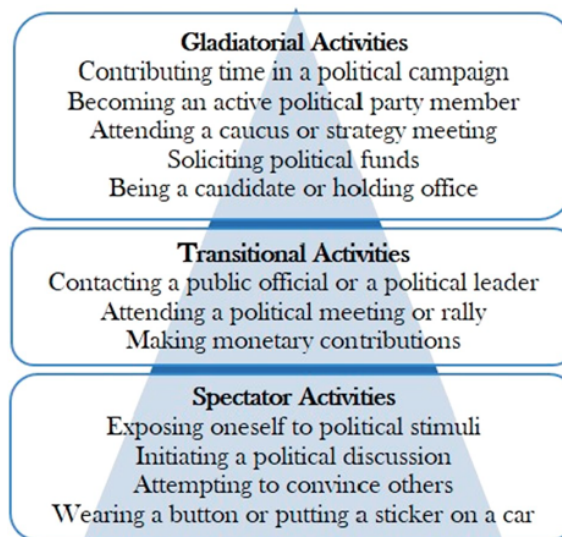 Gladiatorial Activities
Contributing time in a political campaign
Becoming an active political party member
Attending a caucus or strategy meeting
Soliciting political funds
Being a candidate or holding office
Transitional Activities
Contacting a public official or a political leader
Attending a political meeting or rally
Making monetary contributions
Spectator Activities
Exposing oneself to political stimuli
Initiating a political discussion
Attempting to convince others
Wearing a button or putting a sticker on a car